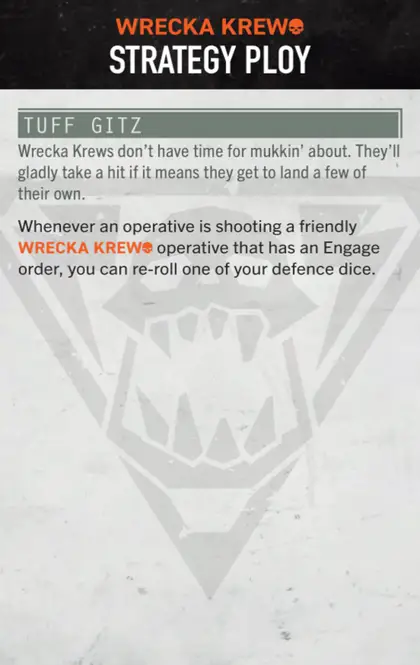 WRECKA KREW
STRATEGY PLOY
TUFF GITZ
Wrecka Krews don't have time for mukkin' about. They'll
gladly take a hit if it means they get to land a few of
their own.
Whenever an operative is shooting a friendly
WRECKA KREW operative that has an Engage
order, you can re-roll one of your defence dice.